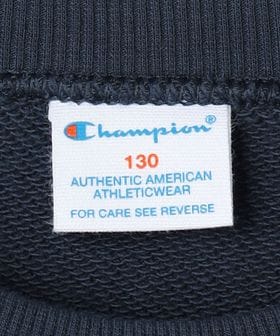 Champion
130
AUTHENTIC AMERICAN
ATHLETICWEAR
FOR CARE SEE REVERSE